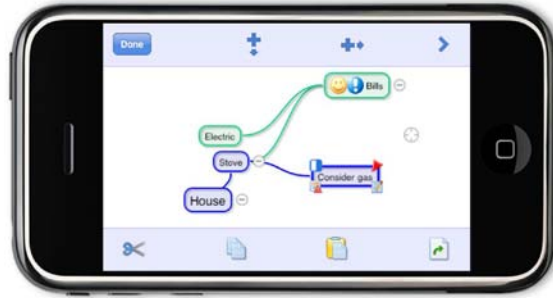 Done
Bills
Electric
Stove
Consider gas
House